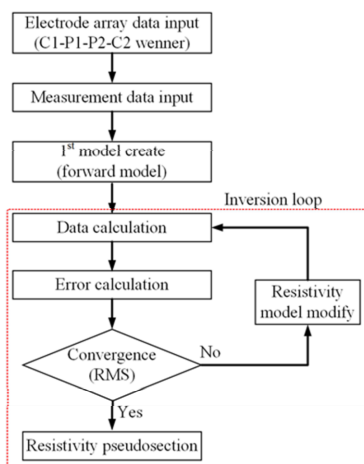 Electrode array data input
(C1-P1-P2-C2 wenner)
Measurement data input
1st model create
(forward model)
Inversion loop
Data calculation
Error calculation
Resistivity
model modify
Convergence
(RMS)
No
Yes
Resistivity pseudosection